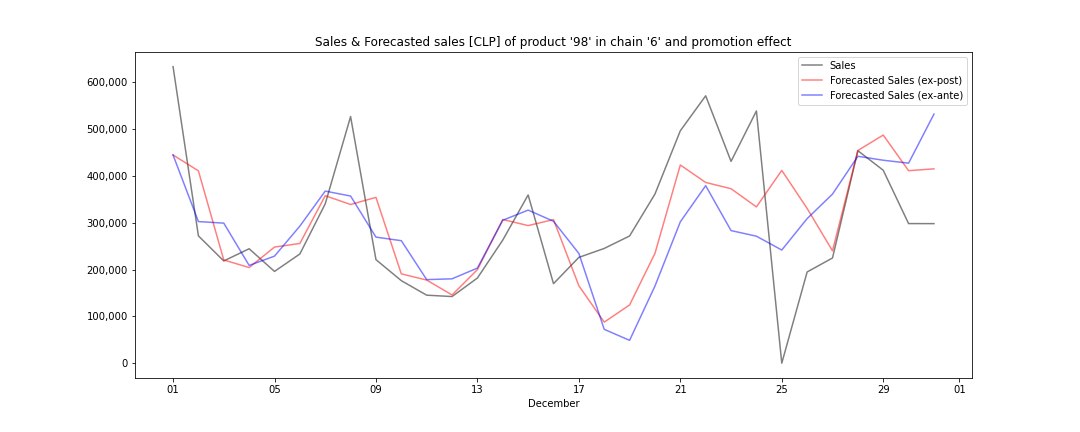 Sales & Forecasted sales [CLP] of product '98' in chain '6' and promotion effect
Sales
Forecasted Sales (ex-post)
Forecasted Sales (ex-ante)
600,000
500,000
400,000
300,000
200,000
100,000
0
01 05 09 13 17 21 25 29 01
December